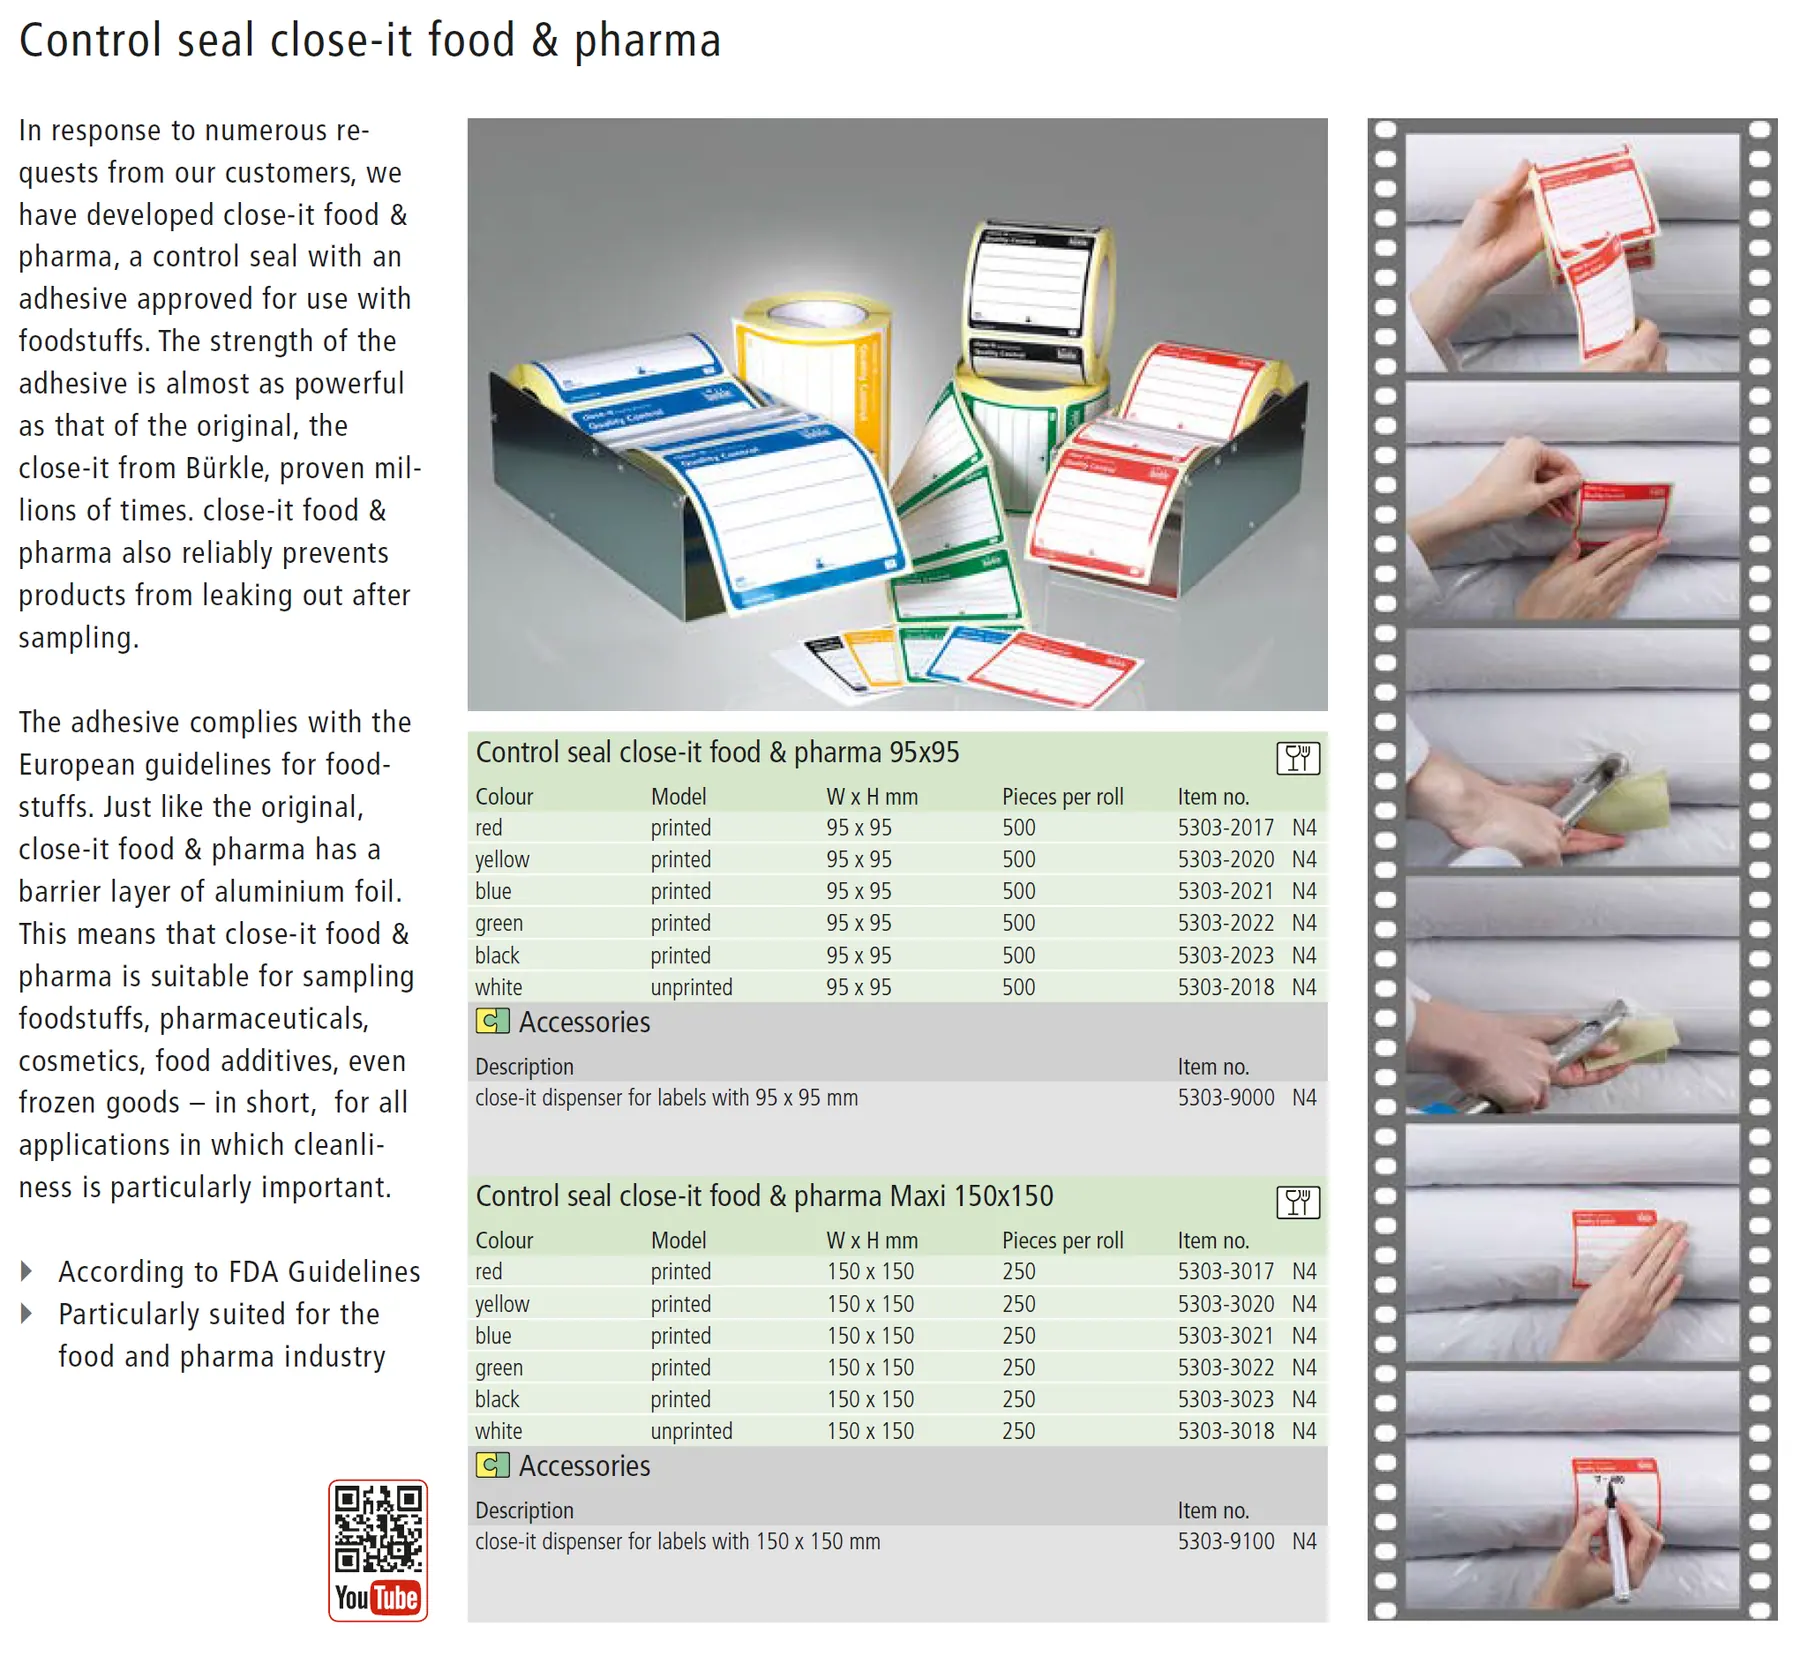 Control seal close-it food & pharma
In response to numerous re-
quests from our customers, we
have developed close-it food &
pharma, a control seal with an
adhesive approved for use with
foodstuffs. The strength of the
adhesive is almost as powerful
as that of the original, the
close-it from Bürkle, proven mil-
lions of times. close-it food &
pharma also reliably prevents
products from leaking out after
sampling.
The adhesive complies with the
European guidelines for food-
stuffs. Just like the original,
close-it food & pharma has a
barrier layer of aluminium foil.
This means that close-it food &
pharma is suitable for sampling
foodstuffs, pharmaceuticals,
cosmetics, food additives, even
frozen goods – in short, for all
applications in which cleanli-
ness is particularly important.
According to FDA Guidelines
Particularly suited for the
food and pharma industry
YouTube
Quality Control
Quality Control
Quality Control
Quality Control
Quality Control
Quality Control
Control seal close-it food & pharma 95x95
Colour Model W x H mm Pieces per roll Item no.
red printed 95 x 95 500 5303-2017 N4
yellow printed 95 x 95 500 5303-2020 N4
blue printed 95 x 95 500 5303-2021 N4
green printed 95 x 95 500 5303-2022 N4
black printed 95 x 95 500 5303-2023 N4
white unprinted 95 x 95 500 5303-2018 N4
C Accessories
Description Item no.
close-it dispenser for labels with 95 x 95 mm 5303-9000 N4
Control seal close-it food & pharma Maxi 150x150
Colour Model W x H mm Pieces per roll Item no.
red printed 150 x 150 250 5303-3017 N4
yellow printed 150 x 150 250 5303-3020 N4
blue printed 150 x 150 250 5303-3021 N4
green printed 150 x 150 250 5303-3022 N4
black printed 150 x 150 250 5303-3023 N4
white unprinted 150 x 150 250 5303-3018 N4
C Accessories
Description Item no.
close-it dispenser for labels with 150 x 150 mm 5303-9100 N4